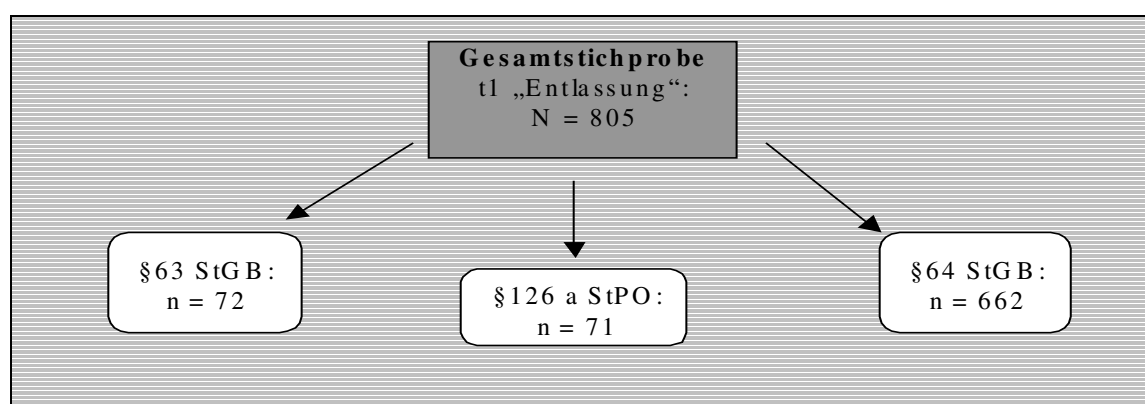 Gesamtstichprobe
t1 „Entlassung“:
N = 805
§63 StGB:
n = 72
§126 a StPO:
n = 71
§64 StGB:
n = 662